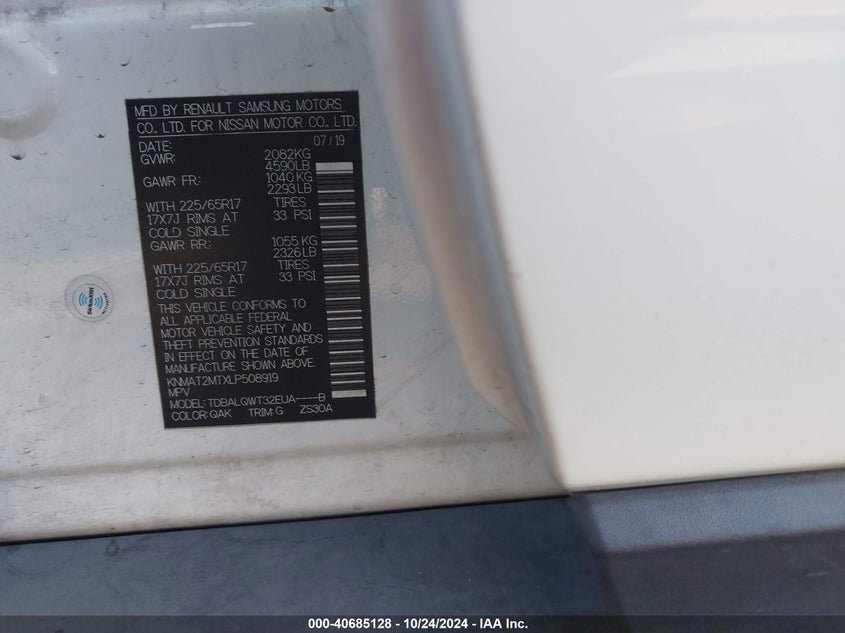 MFD BY RENAULT SAMSUNG MOTORS
CO., LTD. FOR NISSAN MOTOR CO., LTD.
DATE: 07/19
GVWR: 2082KG
4590LB
GAWR FR: 1040KG
2293LB
WITH 225/65R17 TIRES
17X7J RIMS AT 33 PSI
COLD SINGLE
GAWR RR: 1055KG
2326LB
WITH 225/65R17 TIRES
17X7J RIMS AT 33 PSI
COLD SINGLE
THIS VEHICLE CONFORMS TO
ALL APPLICABLE FEDERAL
MOTOR VEHICLE SAFETY AND
THEFT PREVENTION STANDARDS
IN EFFECT ON THE DATE OF
MANUFACTURE SHOWN ABOVE.
KNMAT2MTXLP508919
MPV
MODEL: TDBALQWT32EUA----B
COLOR: QAK TRIM: G ZS30A
SiriusXM
000-40685128 - 10/24/2024 - IAA Inc.